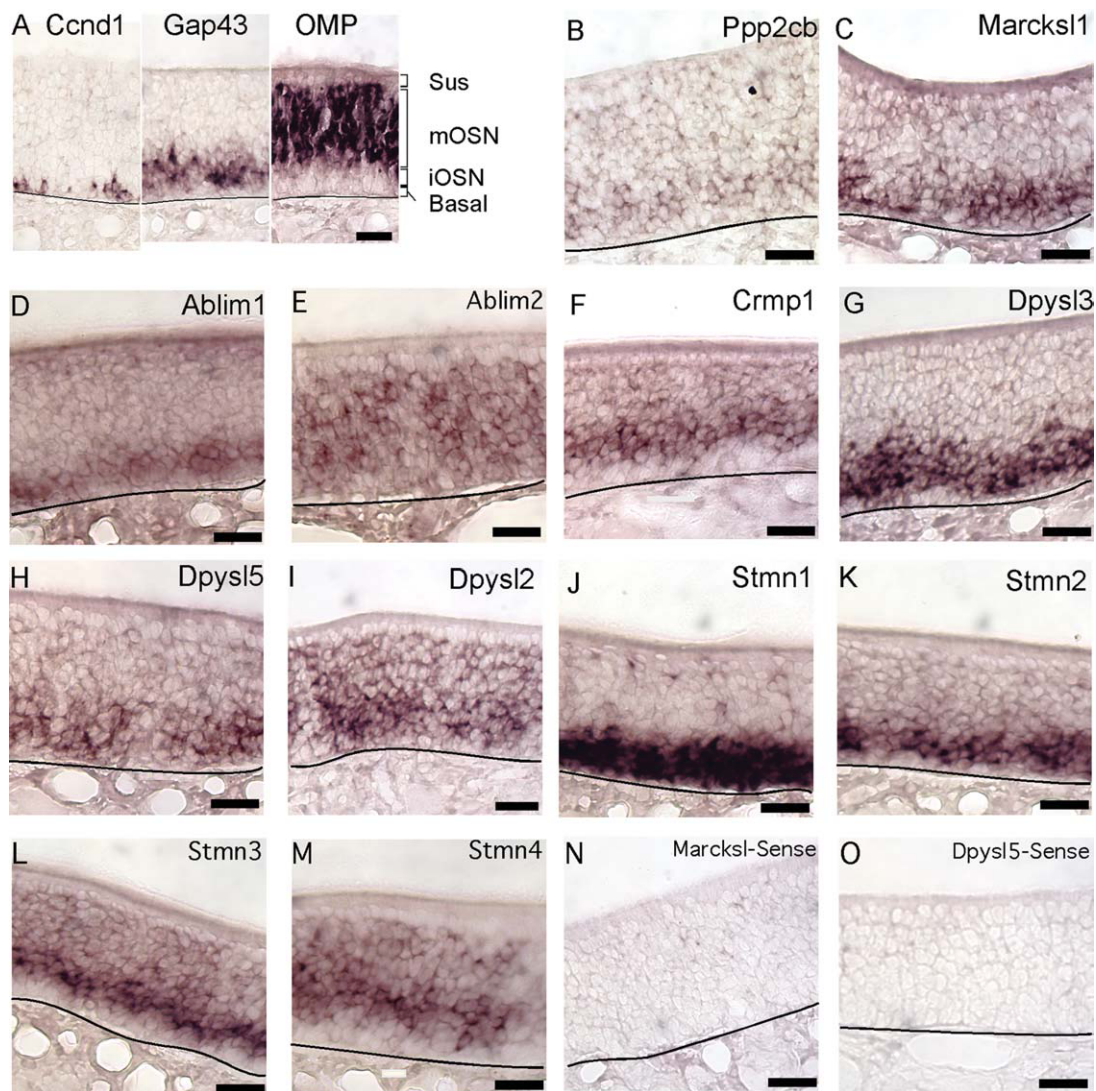 A Ccnd1 Gap43 OMP
Sus
mOSN
iOSN
Basal
B Ppp2cb
C Marcksl1
D Ablim1
E Ablim2
F Crmp1
G Dpysl3
H Dpysl5
I Dpysl2
J Stmn1
K Stmn2
L Stmn3
M Stmn4
N Marcksl-Sense
O Dpysl5-Sense